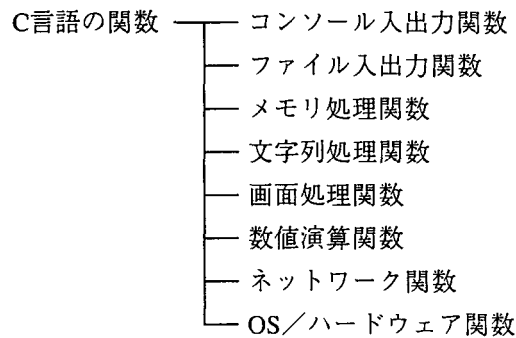 C言語の関数 コンソール入出力関数
ファイル入出力関数
メモリ処理関数
文字列処理関数
画面処理関数
数値演算関数
ネットワーク関数
OS／ハードウェア関数